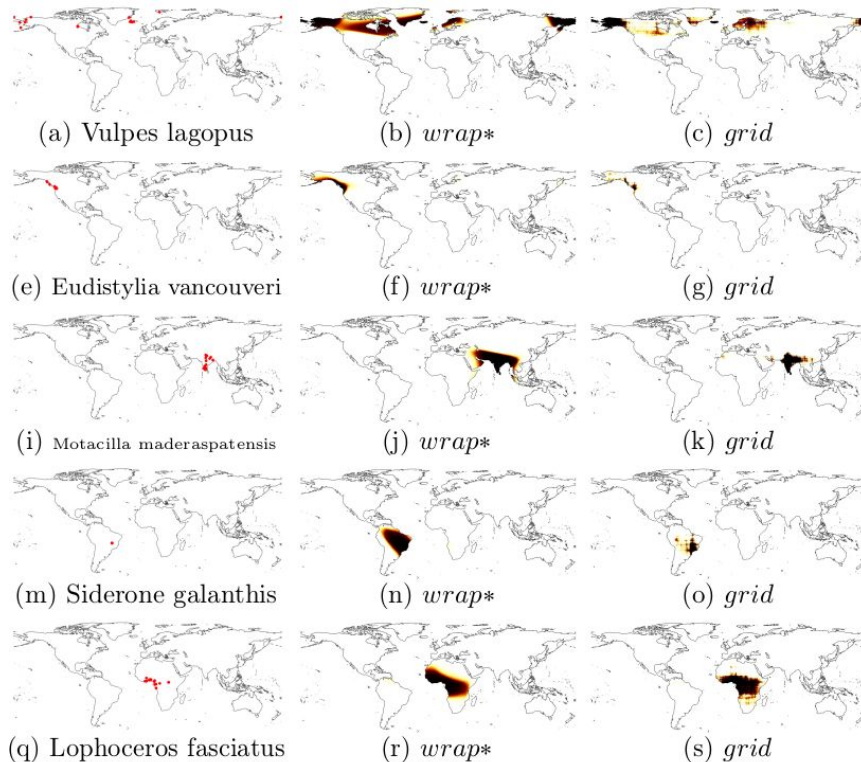 (a) Vulpes lagopus (b) wrap* (c) grid
(e) Eudistylia vancouveri (f) wrap* (g) grid
(i) Motacilla maderaspatensis (j) wrap* (k) grid
(m) Siderone galanthis (n) wrap* (o) grid
(q) Lophoceros fasciatus (r) wrap* (s) grid